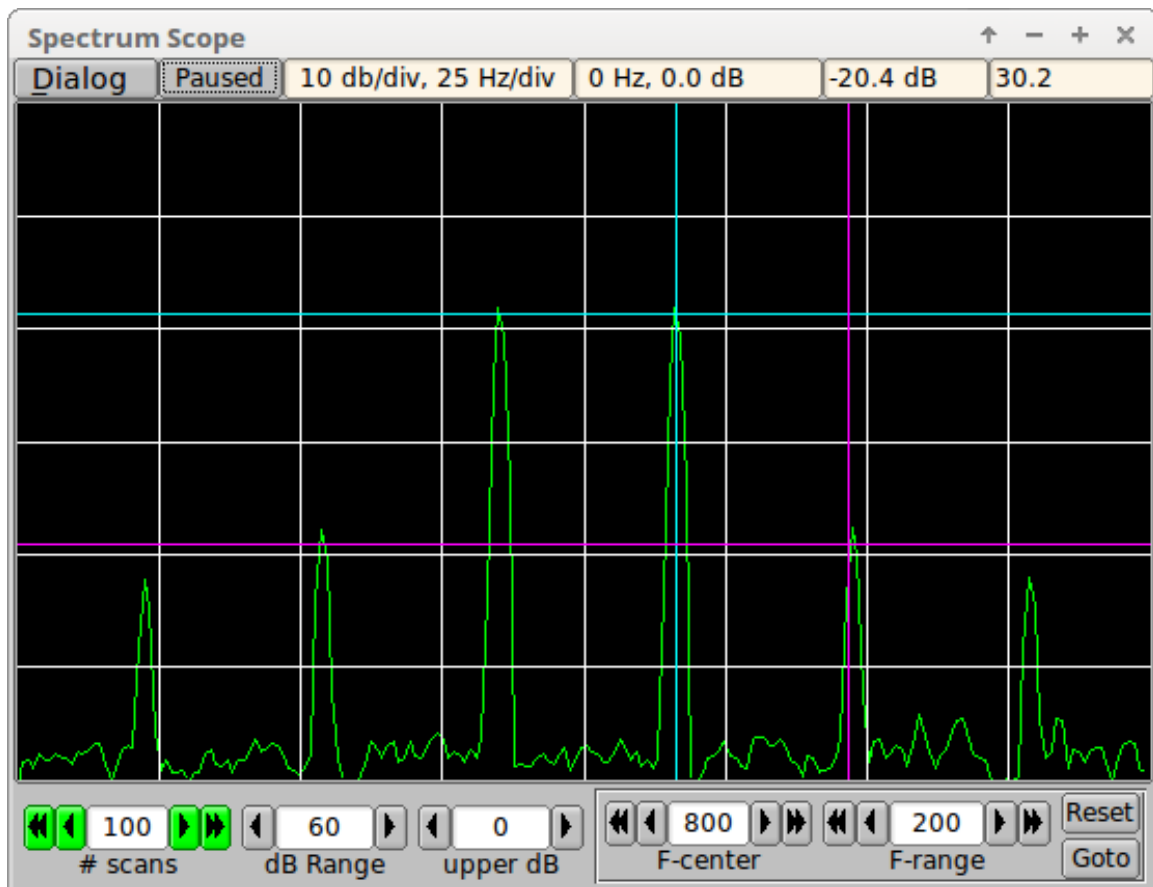 Spectrum Scope
Dialog Paused 10 db/div, 25 Hz/div 0 Hz, 0.0 dB -20.4 dB 30.2
100 60 0 800 200 Reset
# scans dB Range upper dB F-center F-range Goto